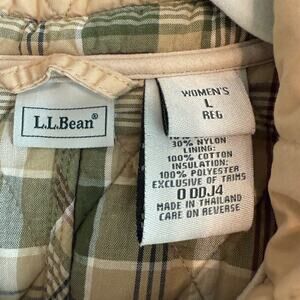 L.L.Bean®
WOMEN'S
L
REG
30% NYLON
LINING:
100% COTTON
INSULATION:
100% POLYESTER
EXCLUSIVE OF TRIMS
0 0DJ4
MADE IN THAILAND
CARE ON REVERSE